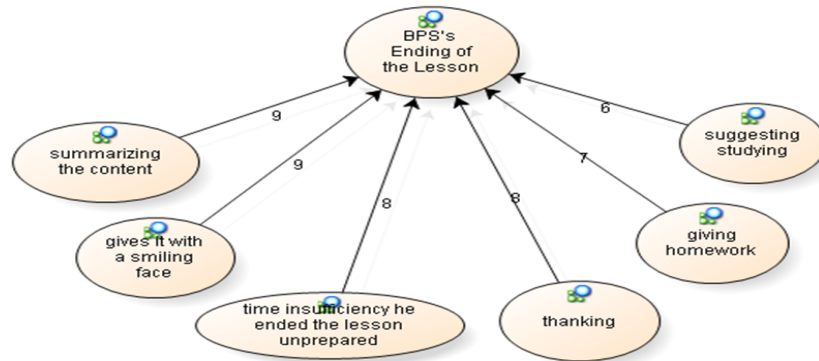 BPS's
Ending of
the Lesson
9
9
8
8
7
6
summarizing
the content
gives it with
a smiling
face
time insufficiency he
ended the lesson
unprepared
thanking
giving
homework
suggesting
studying